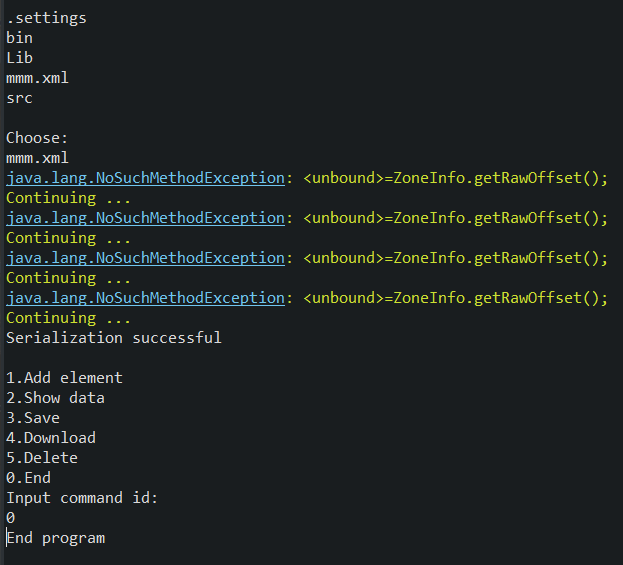 .settings
bin
Lib
mmm.xml
src
Choose:
mmm.xml
java.lang.NoSuchMethodException: <unbound>=ZoneInfo.getRawOffset();
Continuing ...
java.lang.NoSuchMethodException: <unbound>=ZoneInfo.getRawOffset();
Continuing ...
java.lang.NoSuchMethodException: <unbound>=ZoneInfo.getRawOffset();
Continuing ...
java.lang.NoSuchMethodException: <unbound>=ZoneInfo.getRawOffset();
Continuing ...
Serialization successful
1.Add element
2.Show data
3.Save
4.Download
5.Delete
0.End
Input command id:
0
End program